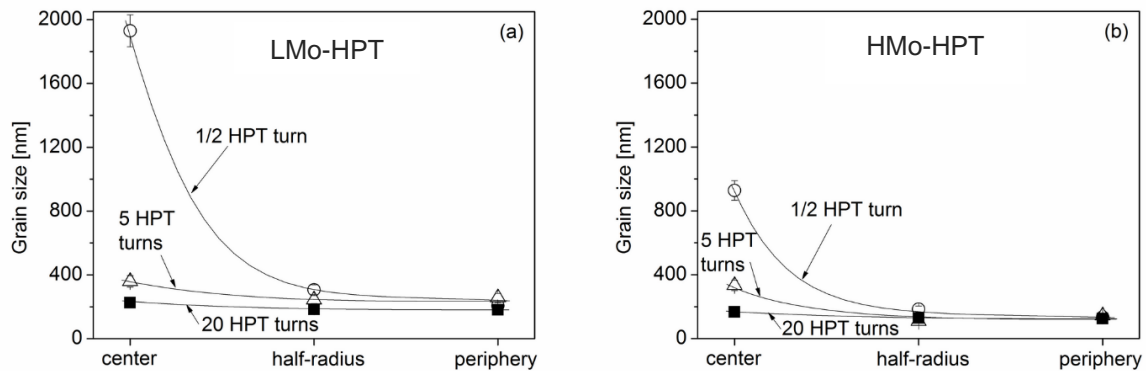 2000
1600
1200
800
400
0
Grain size [nm]
(a)
LMo-HPT
1/2 HPT turn
5 HPT
turns
20 HPT turns
center
half-radius
periphery
2000
1600
1200
800
400
0
Grain size [nm]
(b)
HMo-HPT
1/2 HPT turn
5 HPT
turns
20 HPT turns
center
half-radius
periphery